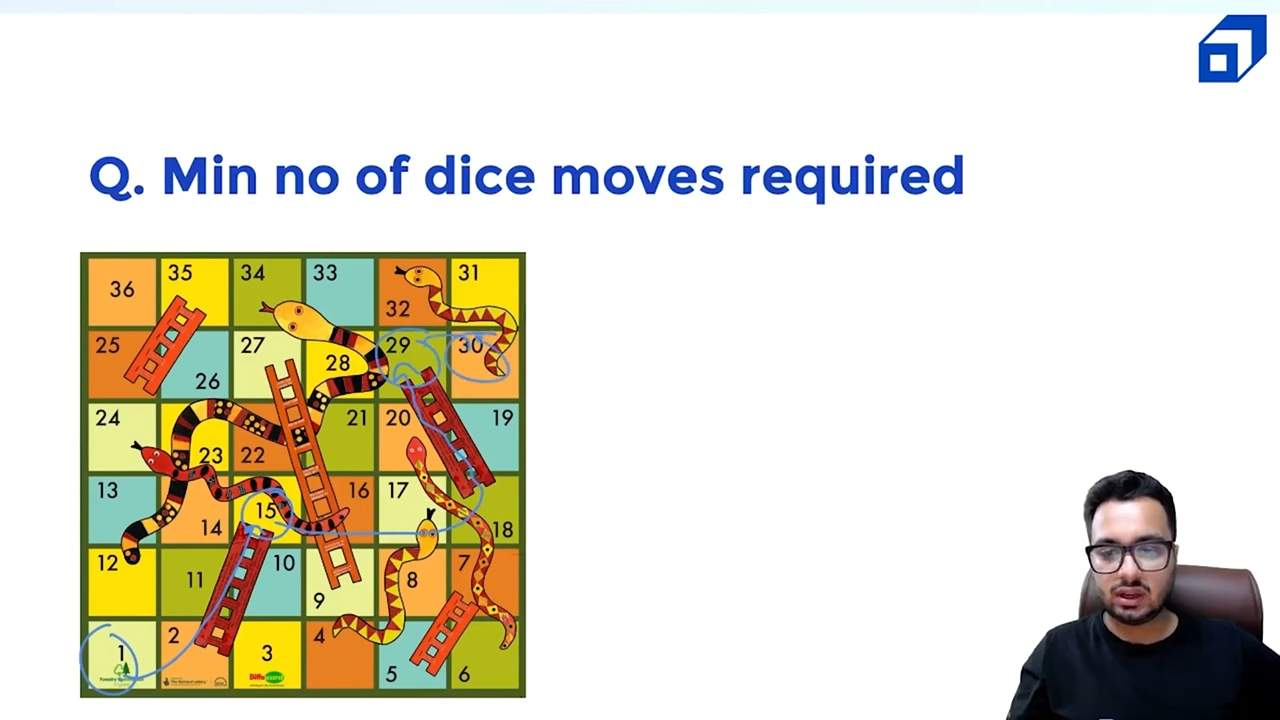 Q. Min no of dice moves required
36 35 34 33 32 31
25 26 27 28 29 30
24 23 22 21 20 19
13 14 15 16 17 18
12 11 10 9 8 7
1 2 3 4 5 6